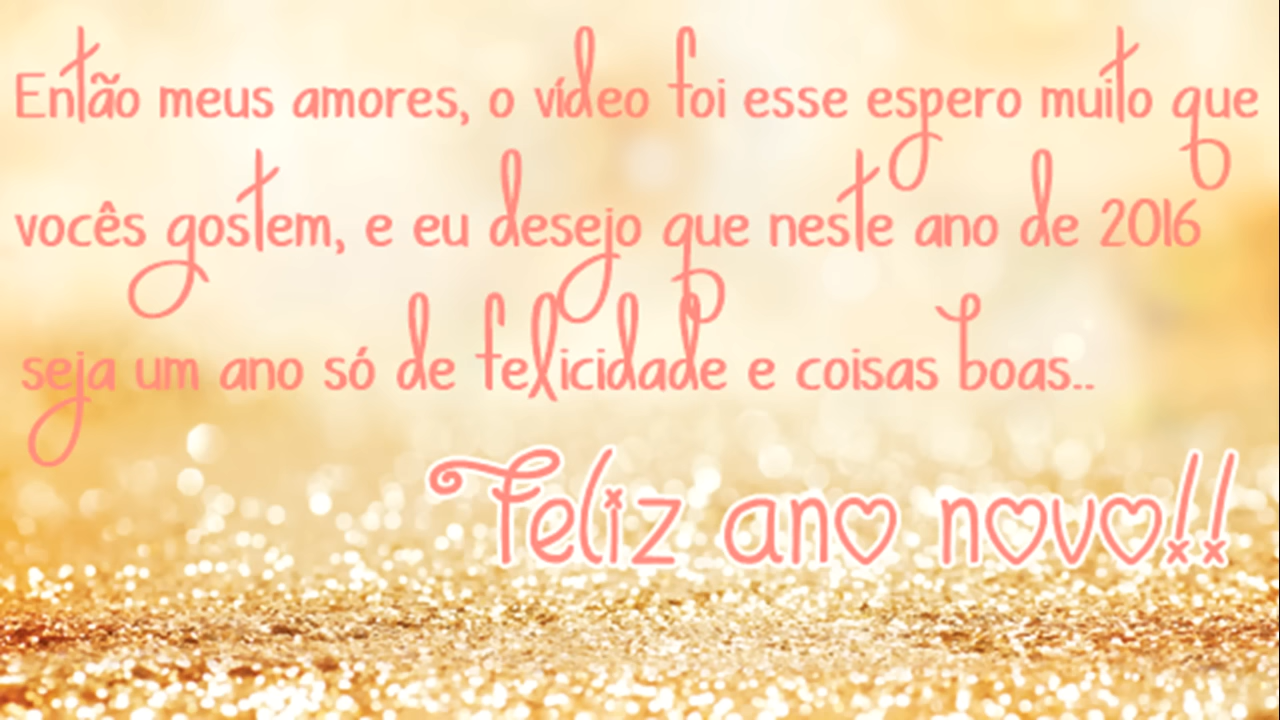 Então meus amores, o vídeo foi esse espero muito que
vocês gostem, e eu desejo que neste ano de 2016
seja um ano só de felicidade e coisas boas..
Feliz ano novo!!